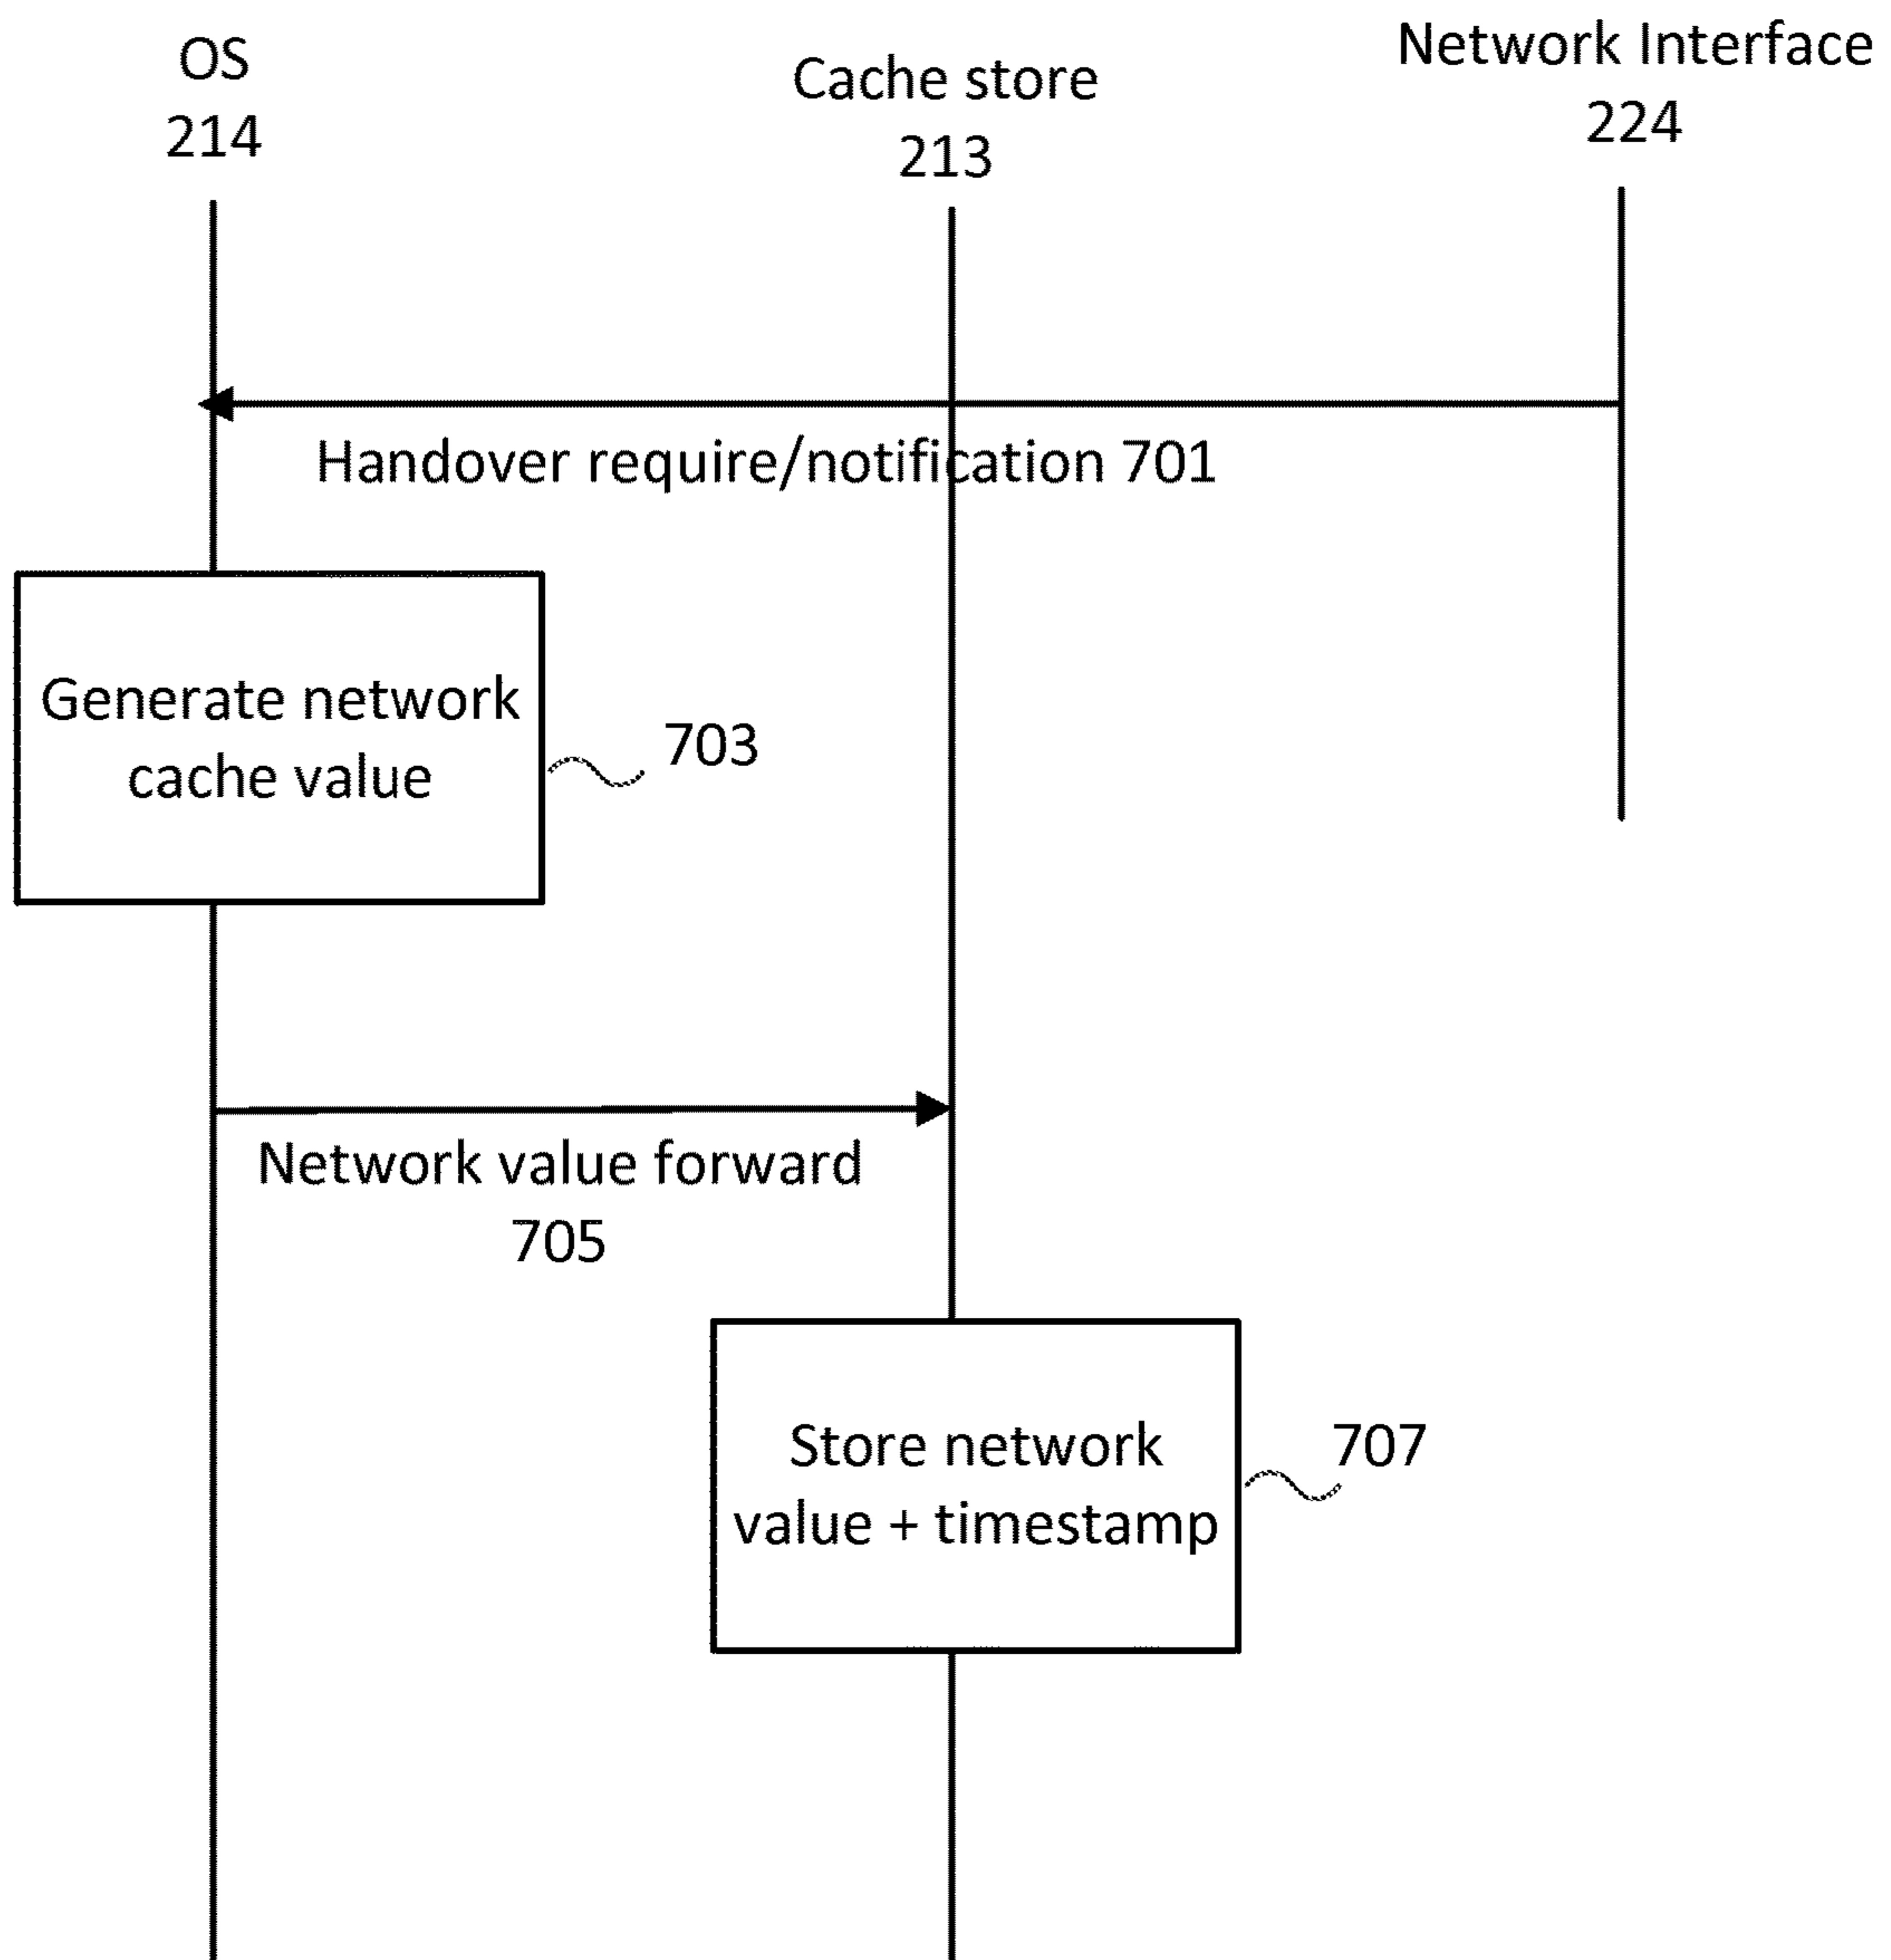 OS
214
Cache store
213
Network Interface
224
Handover require/notification 701
Generate network
cache value
703
Network value forward
705
Store network
value + timestamp
707